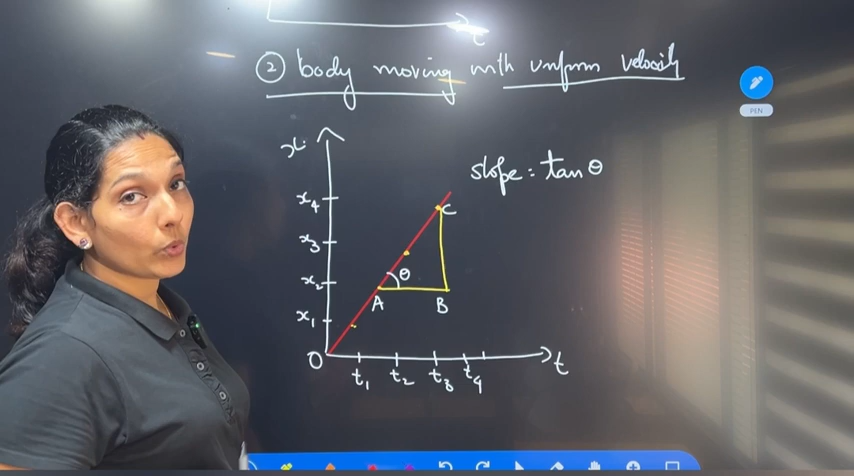 t
② body moving with uniform velocity
PEN
x
slope = tan θ
x₄
C
x₃
θ
x₂
A B
x₁
O
t
t₁ t₂ t₃ t₄